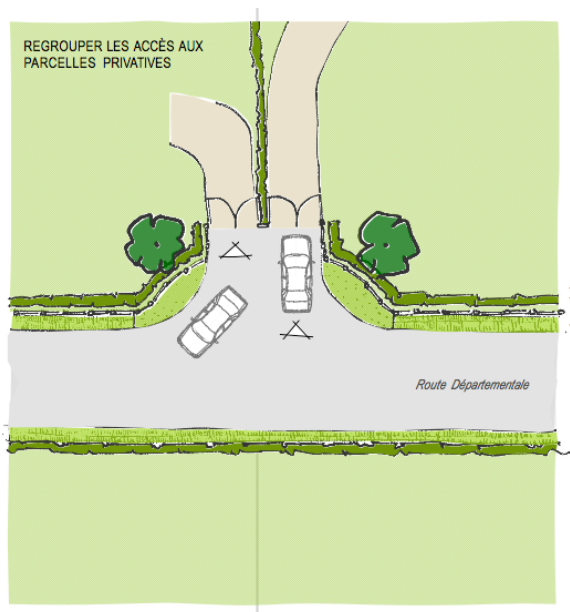 REGROUPER LES ACCÈS AUX
PARCELLES PRIVATIVES
Route Départementale